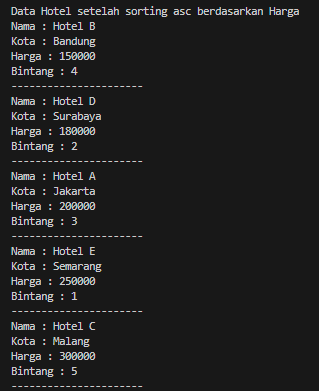 Data Hotel setelah sorting asc berdasarkan Harga
Nama : Hotel B
Kota : Bandung
Harga : 150000
Bintang : 4
----------------------
Nama : Hotel D
Kota : Surabaya
Harga : 180000
Bintang : 2
----------------------
Nama : Hotel A
Kota : Jakarta
Harga : 200000
Bintang : 3
----------------------
Nama : Hotel E
Kota : Semarang
Harga : 250000
Bintang : 1
----------------------
Nama : Hotel C
Kota : Malang
Harga : 300000
Bintang : 5
----------------------